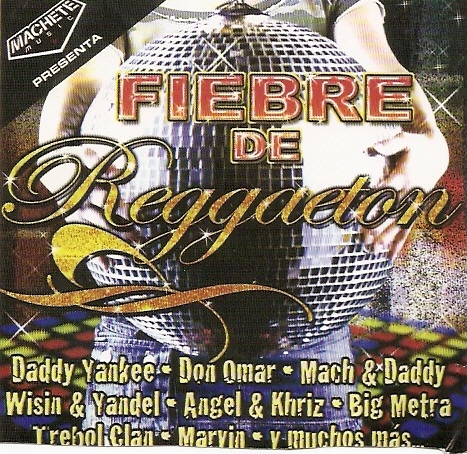 MACHETE
MUSIC
PRESENTA
FIEBRE
DE
Reggaeton
Daddy Yankee • Don Omar • Mach & Daddy
Wisin & Yandel • Angel & Khriz • Big Metra
Trebol Clan • Marvin • y muchos más...